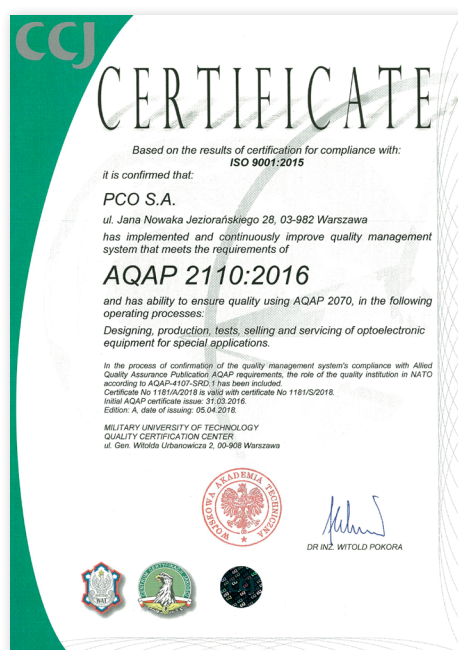 CCJ
CERTIFICATE
Based on the results of certification for compliance with:
ISO 9001:2015
it is confirmed that:
PCO S.A.
ul. Jana Nowaka Jeziorańskiego 28, 03-982 Warszawa
has implemented and continuously improve quality management
system that meets the requirements of
AQAP 2110:2016
and has ability to ensure quality using AQAP 2070, in the following
operating processes:
Designing, production, tests, selling and servicing of optoelectronic
equipment for special applications.
In the process of confirmation of the quality management system's compliance with Allied
Quality Assurance Publication AQAP requirements, the role of the quality institution in NATO
according to AQAP-4107-SRD.1 has been included.
Certificate No 1181/A/2018 is valid with certificate No 1181/S/2018.
Initial AQAP certificate issue: 31.03.2016.
Edition: A, date of issuing: 05.04.2018.
MILITARY UNIVERSITY OF TECHNOLOGY
QUALITY CERTIFICATION CENTER
ul. Gen. Witolda Urbanowicza 2, 00-908 Warszawa
WOJSKOWA AKADEMIA TECHNICZNA
DR INŻ. WITOLD POKORA
WAT